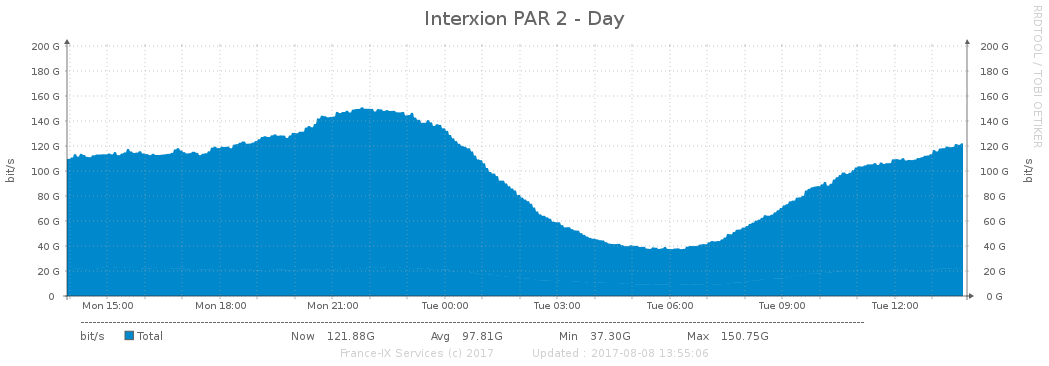 Interxion PAR 2 - Day
RRDTOOL / TOBI OETIKER
bit/s
200 G 200 G
180 G 180 G
160 G 160 G
140 G 140 G
120 G 120 G
100 G 100 G
80 G 80 G
60 G 60 G
40 G 40 G
20 G 20 G
0 0 G
bit/s
Mon 15:00 Mon 18:00 Mon 21:00 Tue 00:00 Tue 03:00 Tue 06:00 Tue 09:00 Tue 12:00
bit/s Total Now 121.88G Avg 97.81G Min 37.30G Max 150.75G
France-IX Services (c) 2017 Updated : 2017-08-08 13:55:06